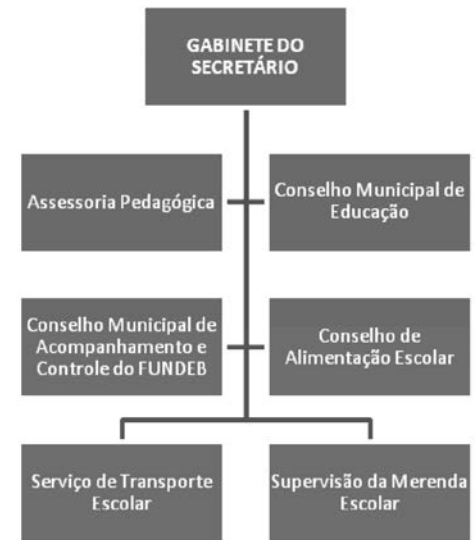 GABINETE DO
SECRETÁRIO
Assessoria Pedagógica
Conselho Municipal de
Educação
Conselho Municipal de
Acompanhamento e
Controle do FUNDEB
Conselho de
Alimentação Escolar
Serviço de Transporte
Escolar
Supervisão da Merenda
Escolar